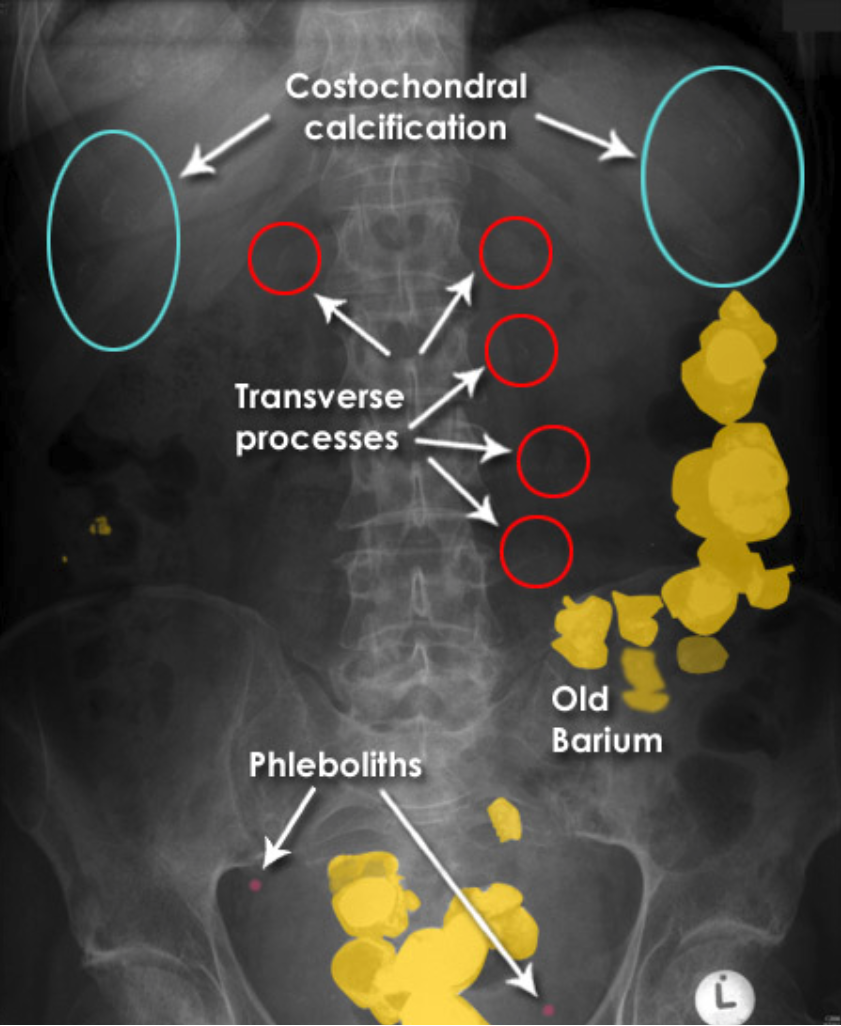 Costochondral
calcification
Transverse
processes
Old
Barium
Phleboliths
L